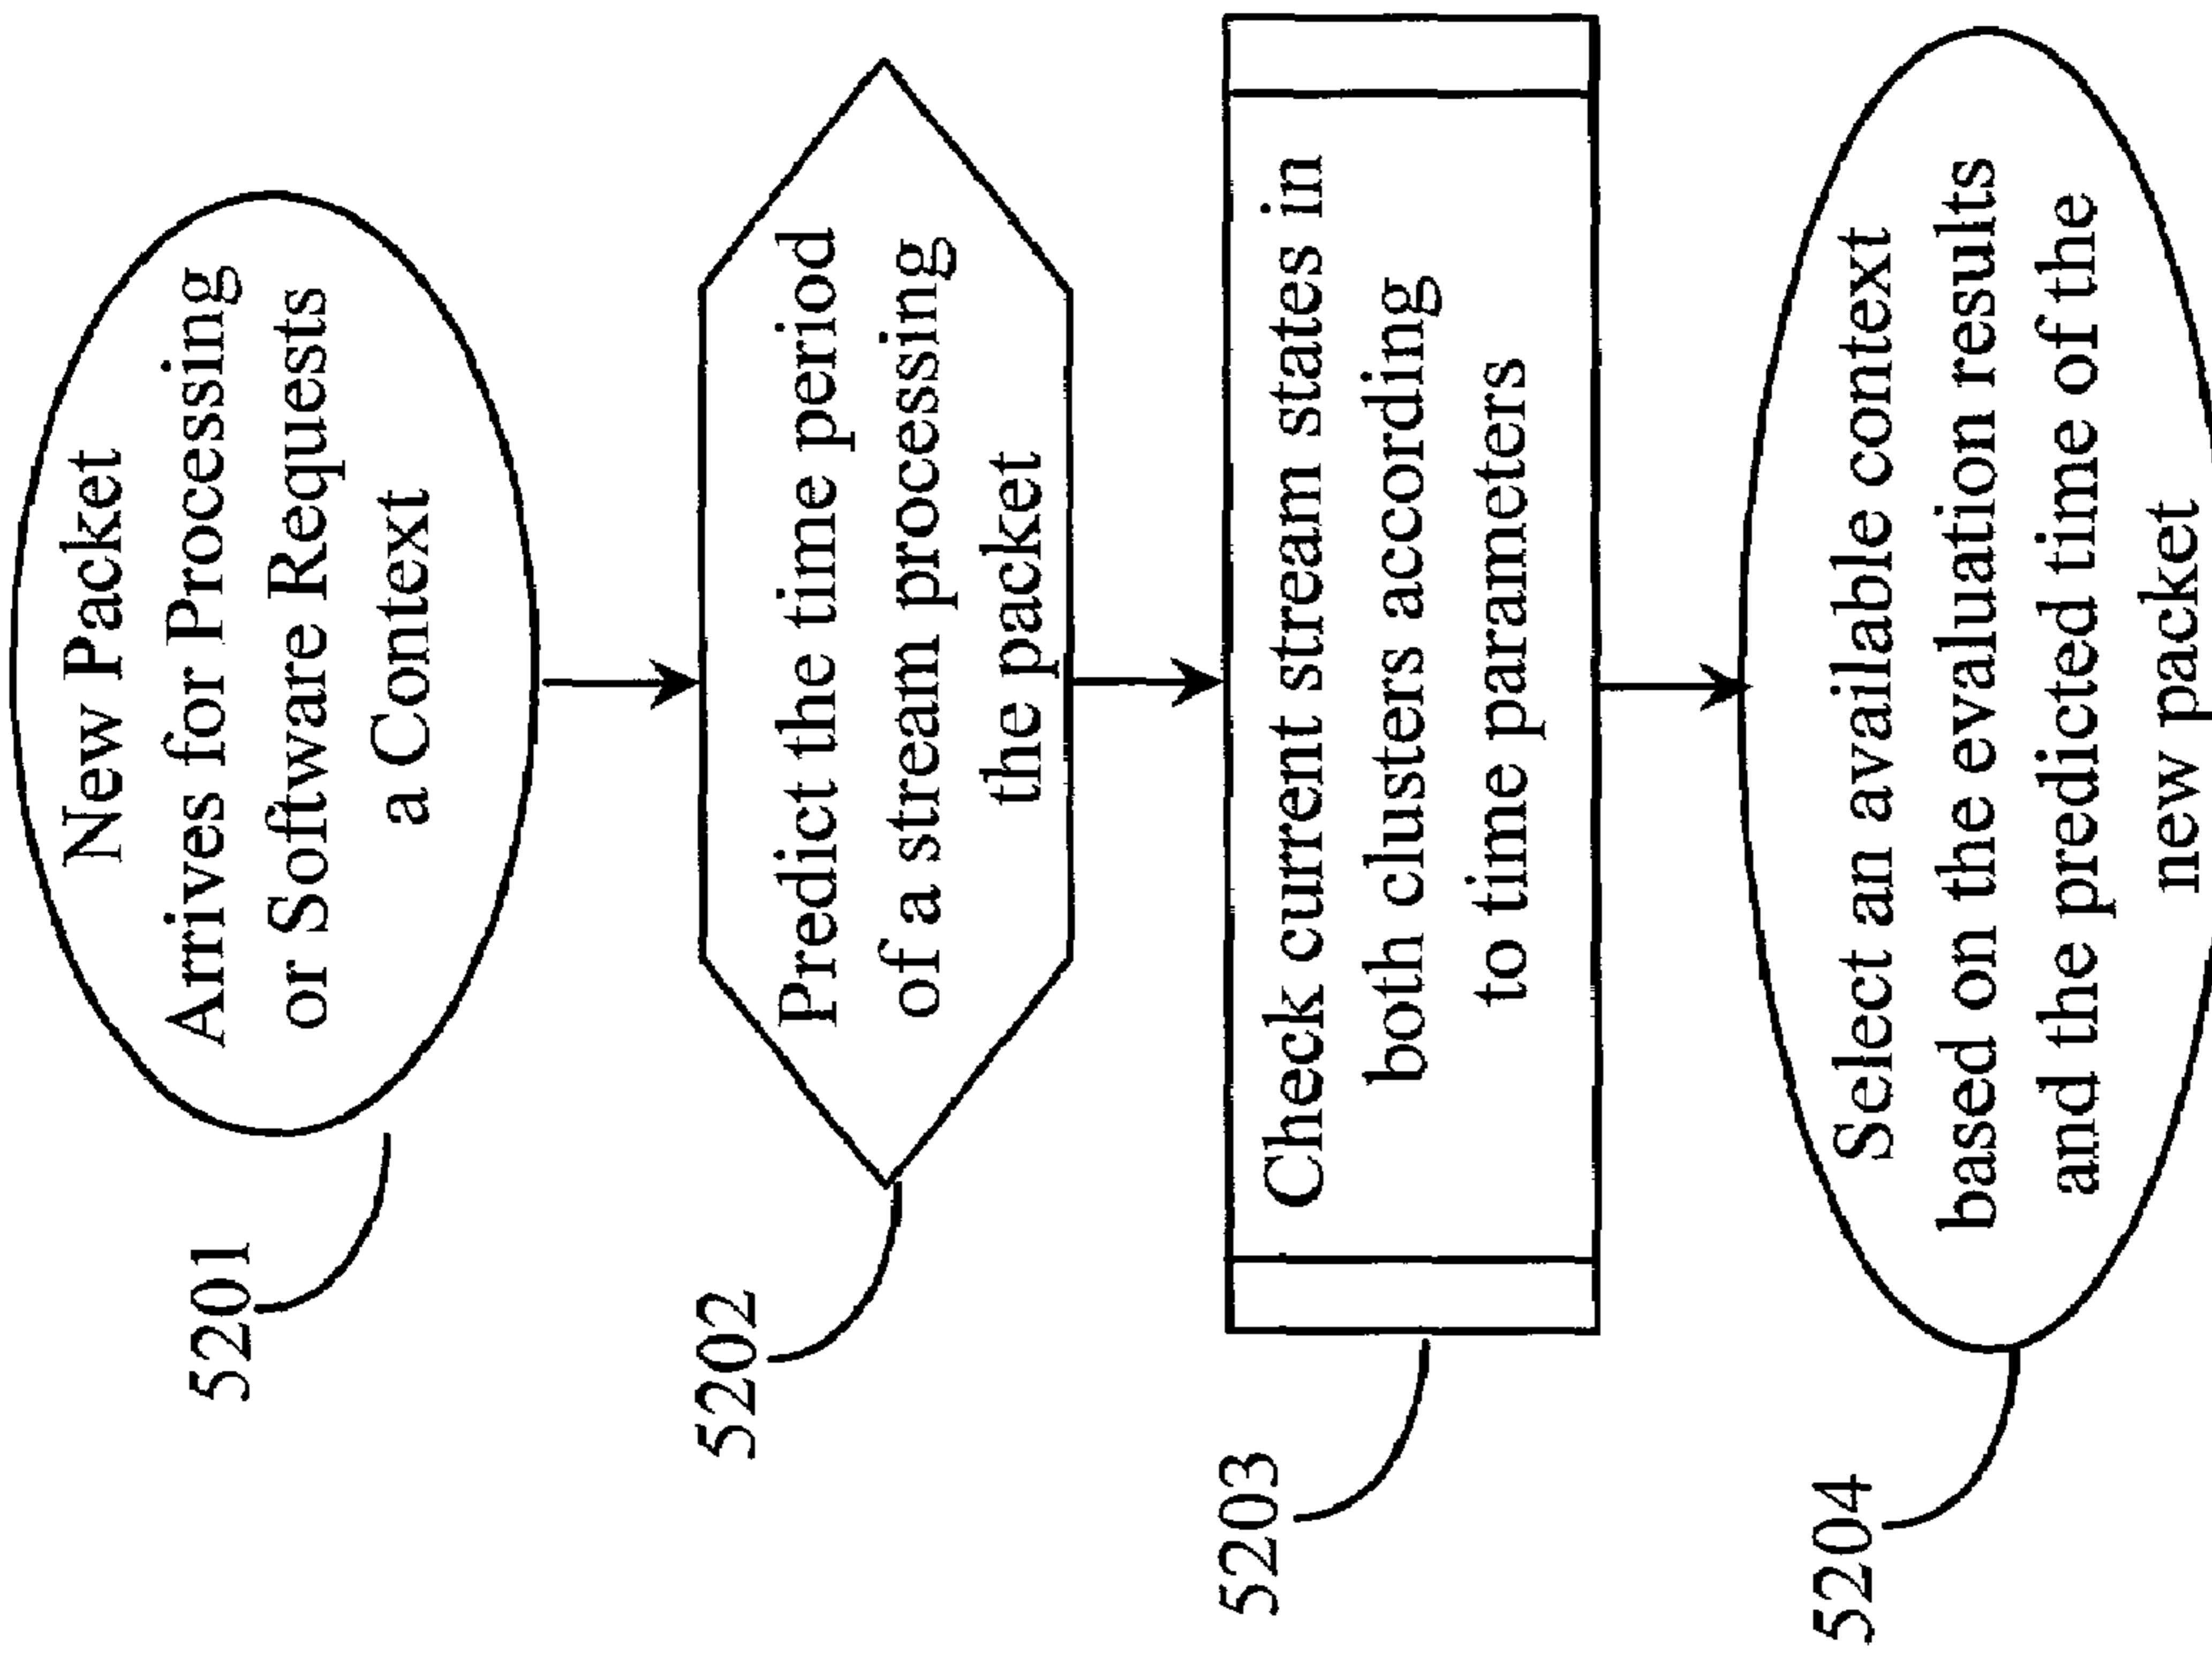 5201
New Packet
Arrives for Processing
or Software Requests
a Context
5202
Predict the time period
of a stream processing
the packet
5203
Check current stream states in
both clusters according
to time parameters
5204
Select an available context
based on the evaluation results
and the predicted time of the
new packet